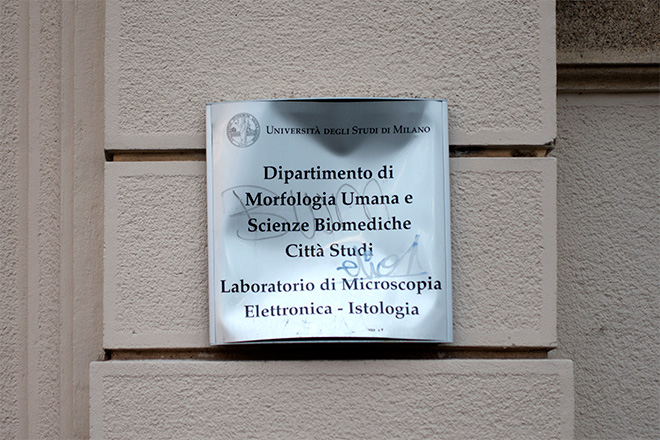 Università degli Studi di Milano
Dipartimento di
Morfologia Umana e
Scienze Biomediche
Città Studi
Laboratorio di Microscopia
Elettronica - Istologia